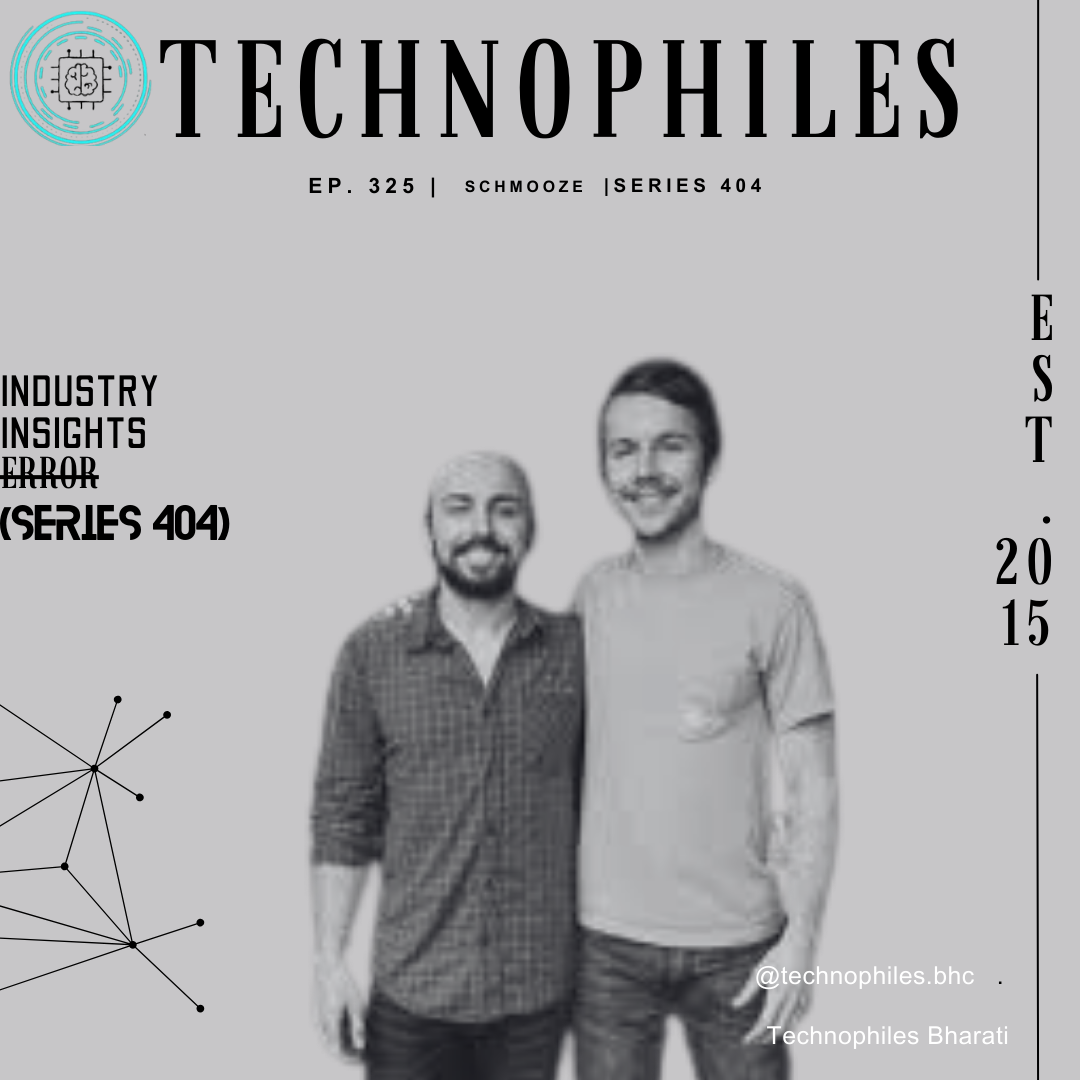 TECHNOPHILES
EP. 325 | SCHMOOZE |SERIES 404
INDUSTRY
INSIGHTS
ERROR
(SERIES 404)
E
S
T
.
20
15
@technophiles.bhc .
Technophiles Bharati